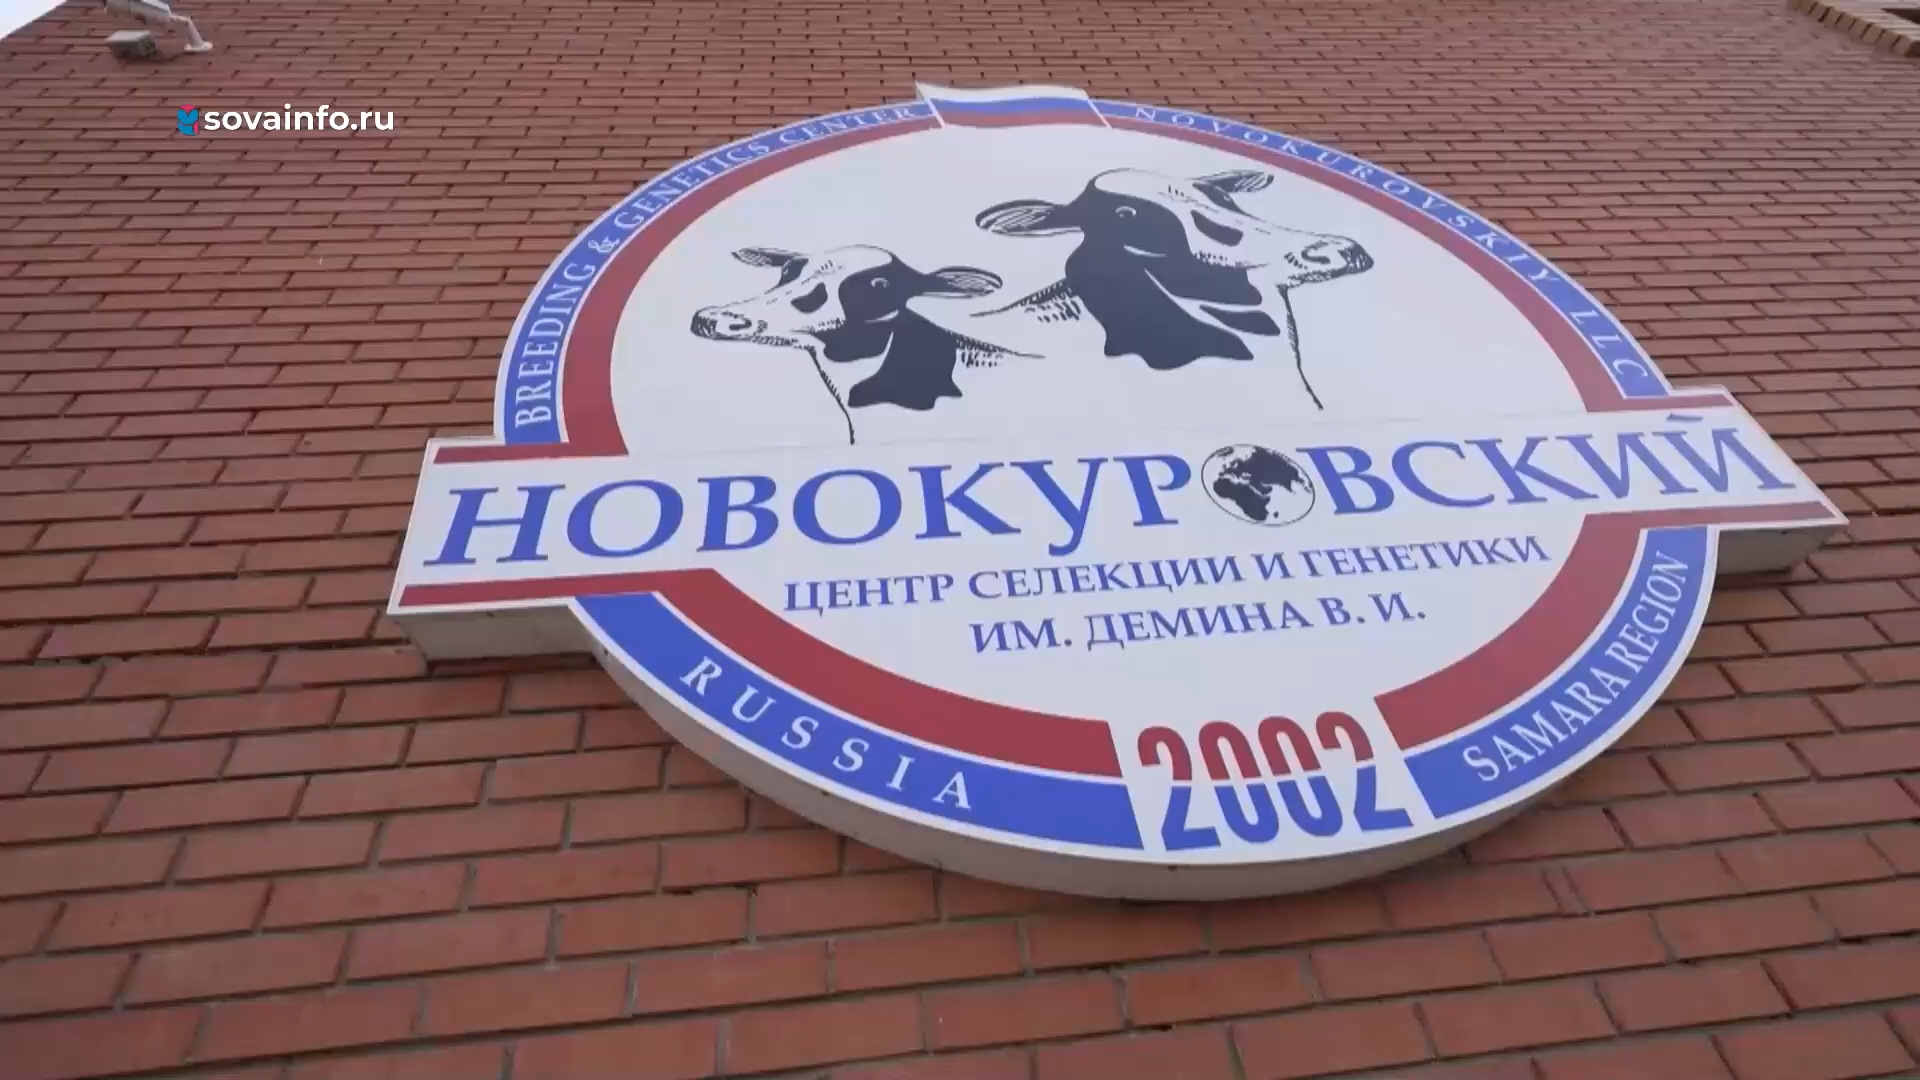 sovainfo.ru
BREEDING & GENETICS CENTER
NOVOKUROVSKIY LLC
НОВОКУРОВСКИЙ
ЦЕНТР СЕЛЕКЦИИ И ГЕНЕТИКИ
ИМ. ДЕМИНА В. И.
RUSSIA
2002
SAMARA REGION